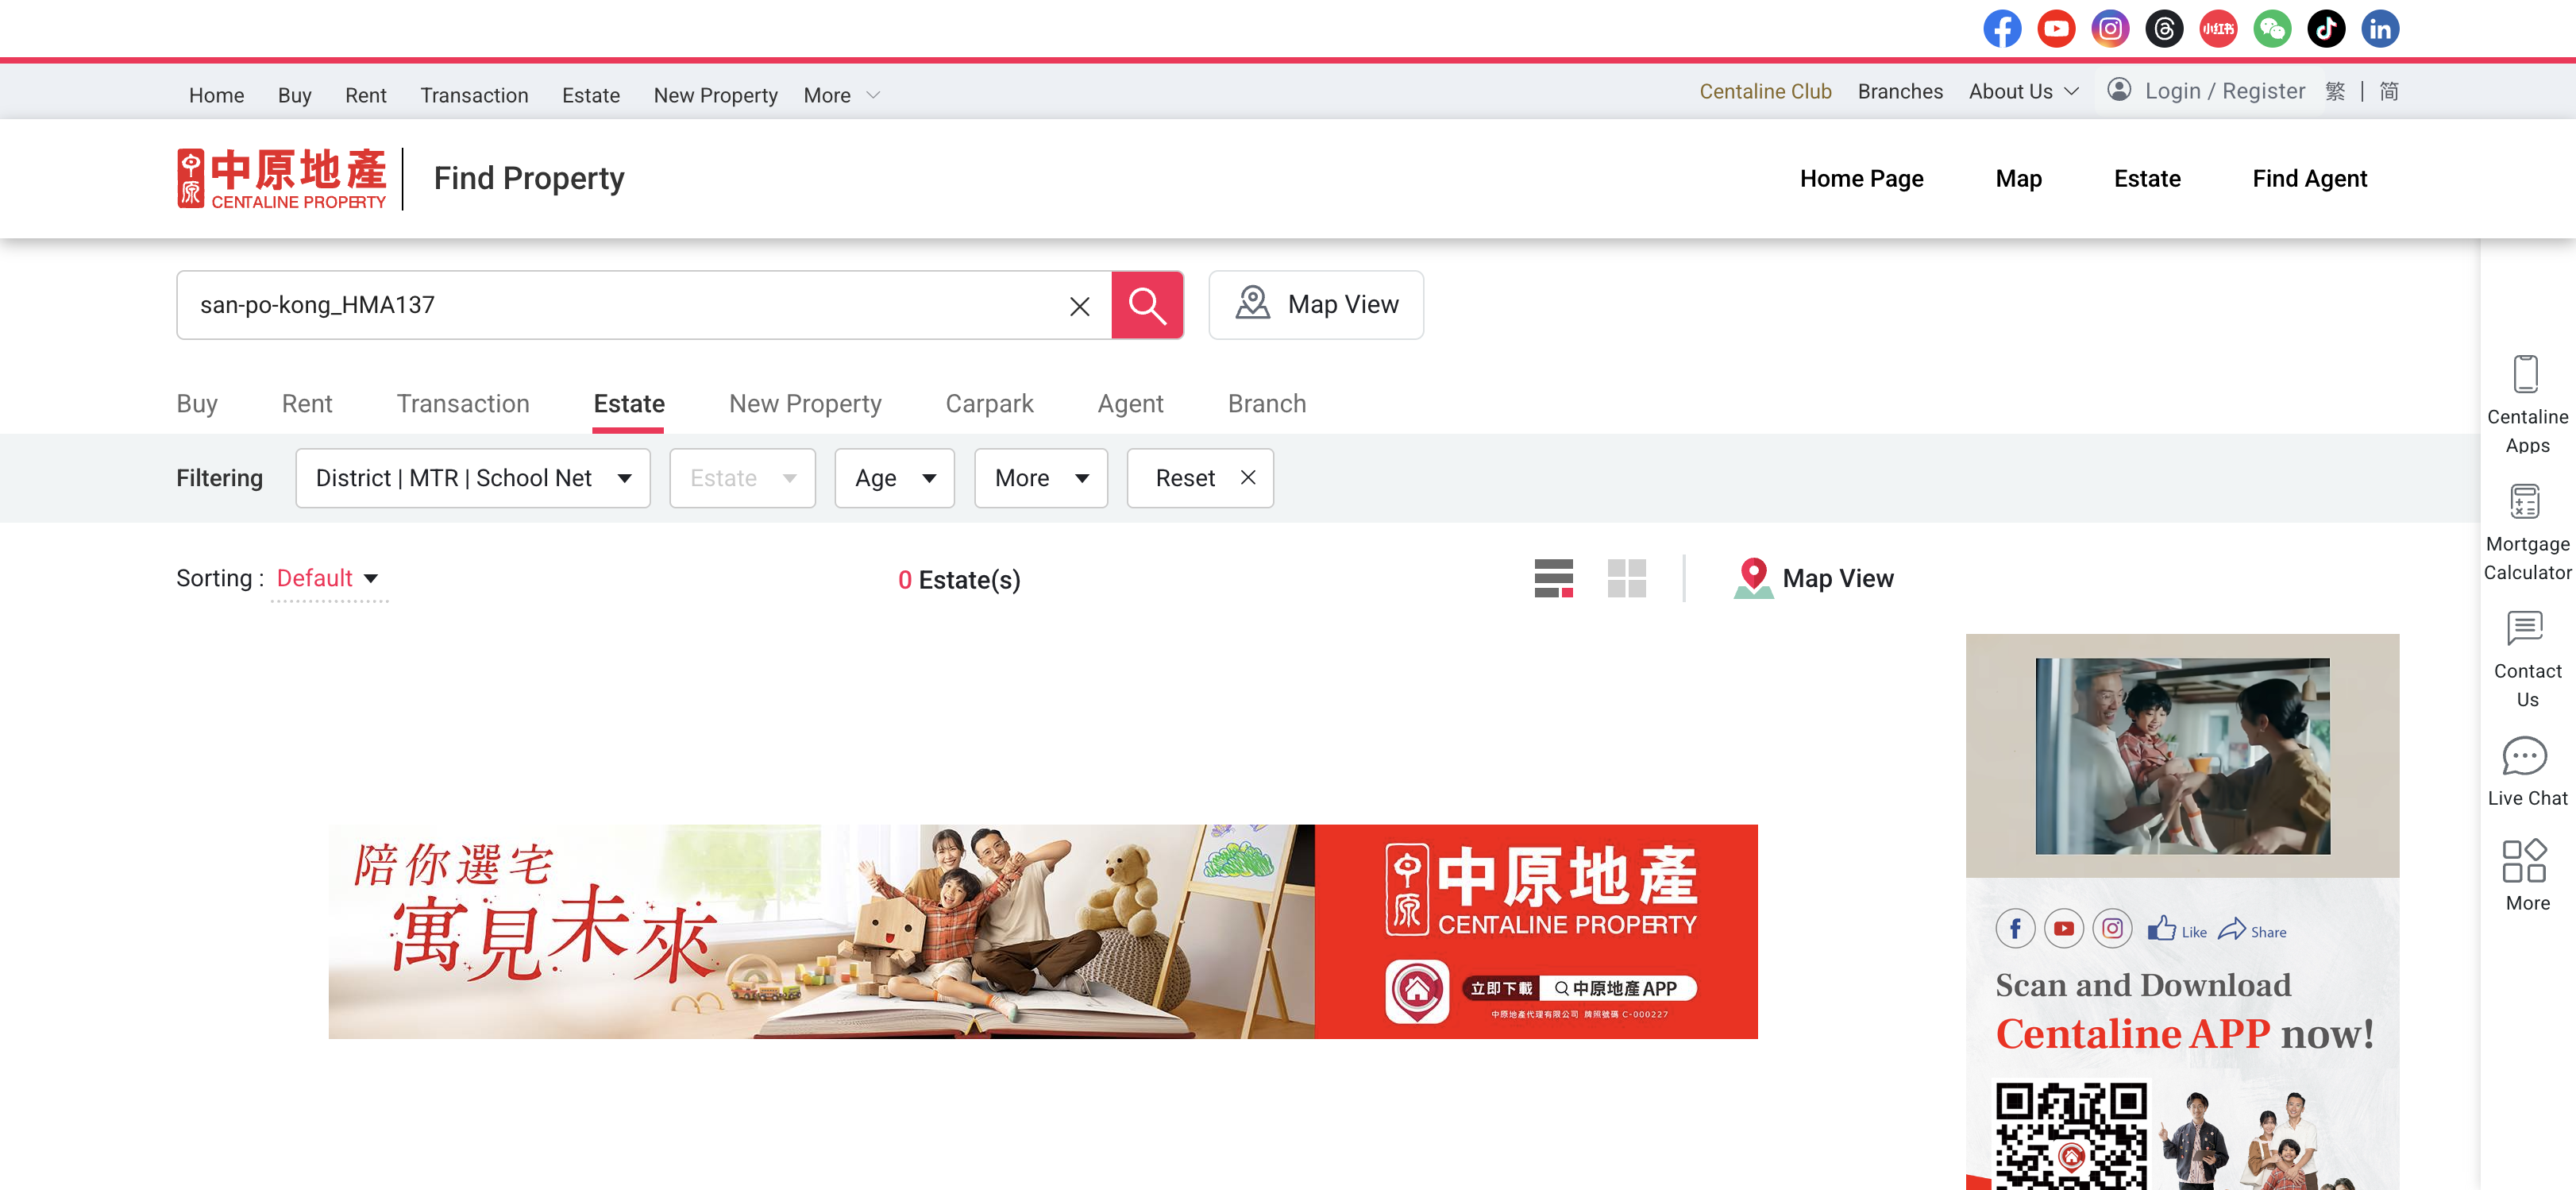 小红书
Home Buy Rent Transaction Estate New Property More
Centaline Club Branches About Us Login / Register 繁 | 简
中原 中原地產
CENTALINE PROPERTY
Find Property
Home Page Map Estate Find Agent
san-po-kong_HMA137
Map View
Buy Rent Transaction Estate New Property Carpark Agent Branch
Filtering District | MTR | School Net Estate Age More Reset
Sorting : Default
0 Estate(s)
Map View
陪你選宅
寓見未來
中原 中原地產
CENTALINE PROPERTY
立即下載 中原地產 APP
中原地產代理有限公司 牌照號碼 C-000227
Like Share
Scan and Download
Centaline APP now!
Centaline
Apps
Mortgage
Calculator
Contact
Us
Live Chat
More